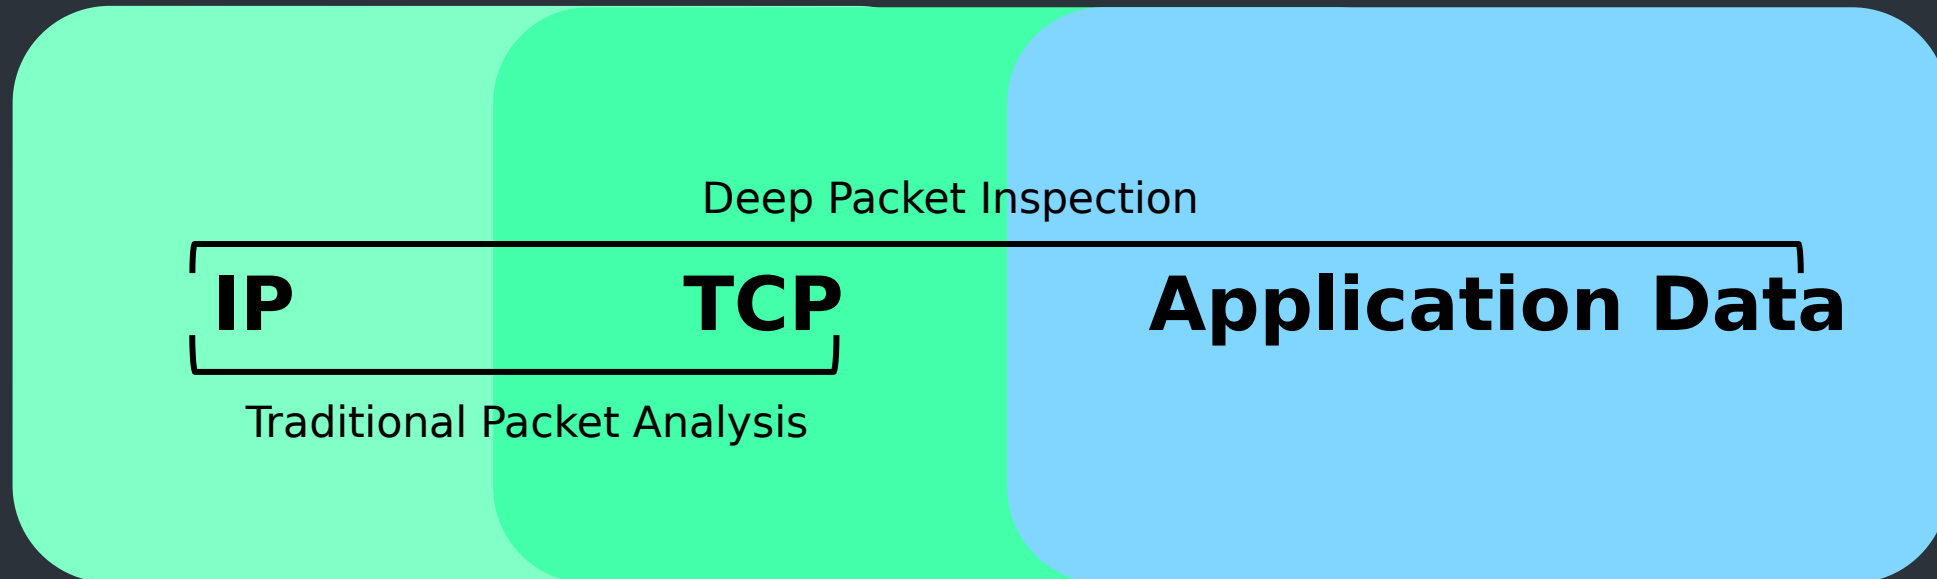 Deep Packet Inspection
IP TCP Application Data
Traditional Packet Analysis